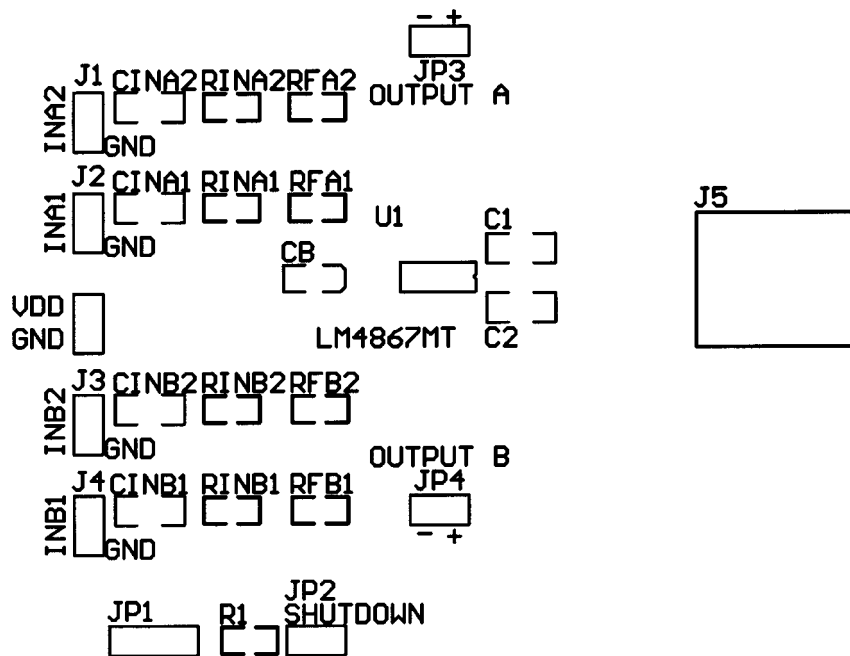 - +
JP3
OUTPUT A
J1
CINA2 RINA2 RFA2
INA2
GND
J2
CINA1 RINA1 RFA1
INA1
GND
U1
C1
J5
CB
VDD
GND
LM4867MT
C2
J3
CINB2 RINB2 RFB2
INB2
GND
OUTPUT B
JP4
- +
J4
CINB1 RINB1 RFB1
INB1
GND
JP1
R1
JP2
SHUTDOWN